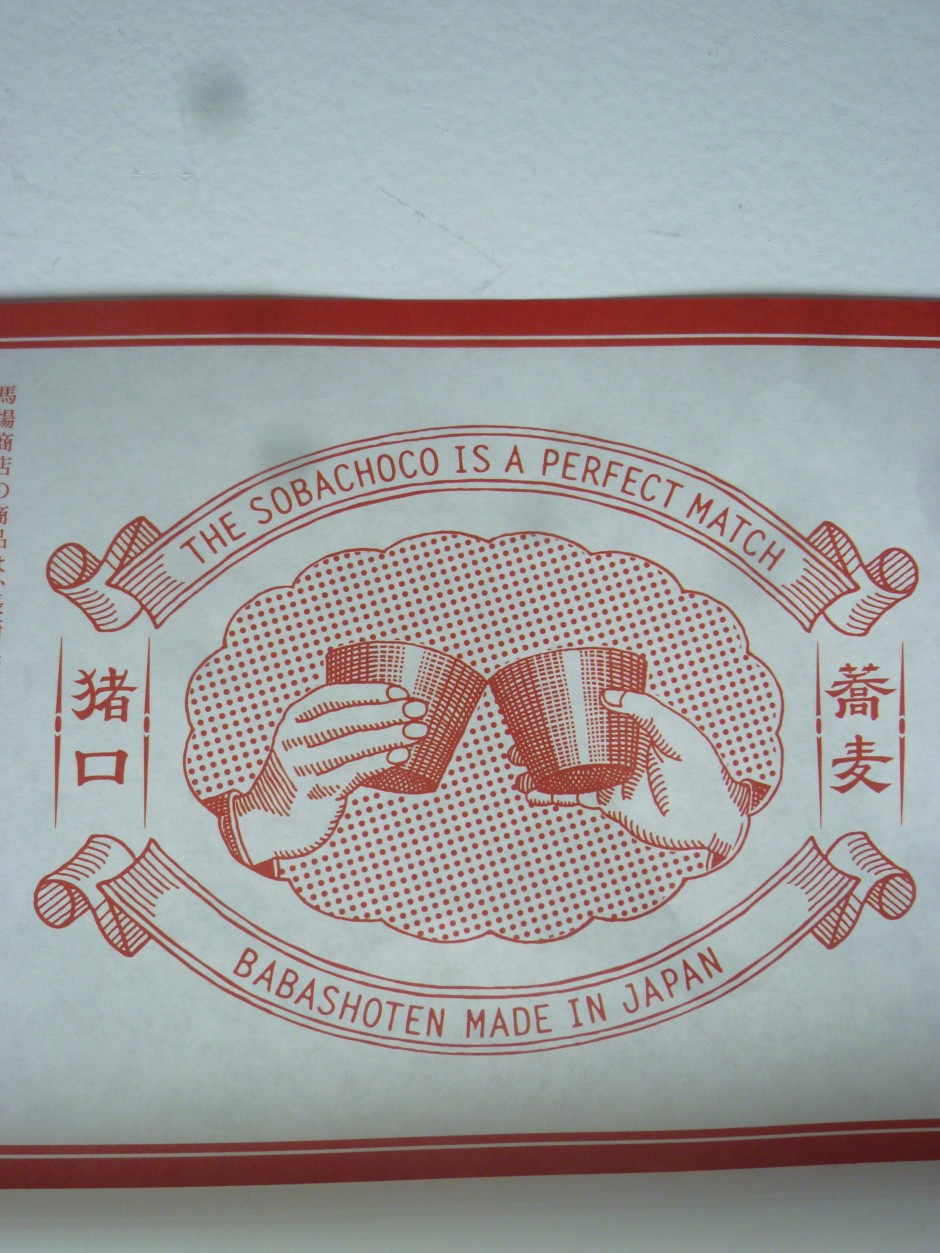 THE SOBACHOCO IS A PERFECT MATCH
蕎麦
猪口
BABASHOTEN MADE IN JAPAN
馬場商店の商品は、